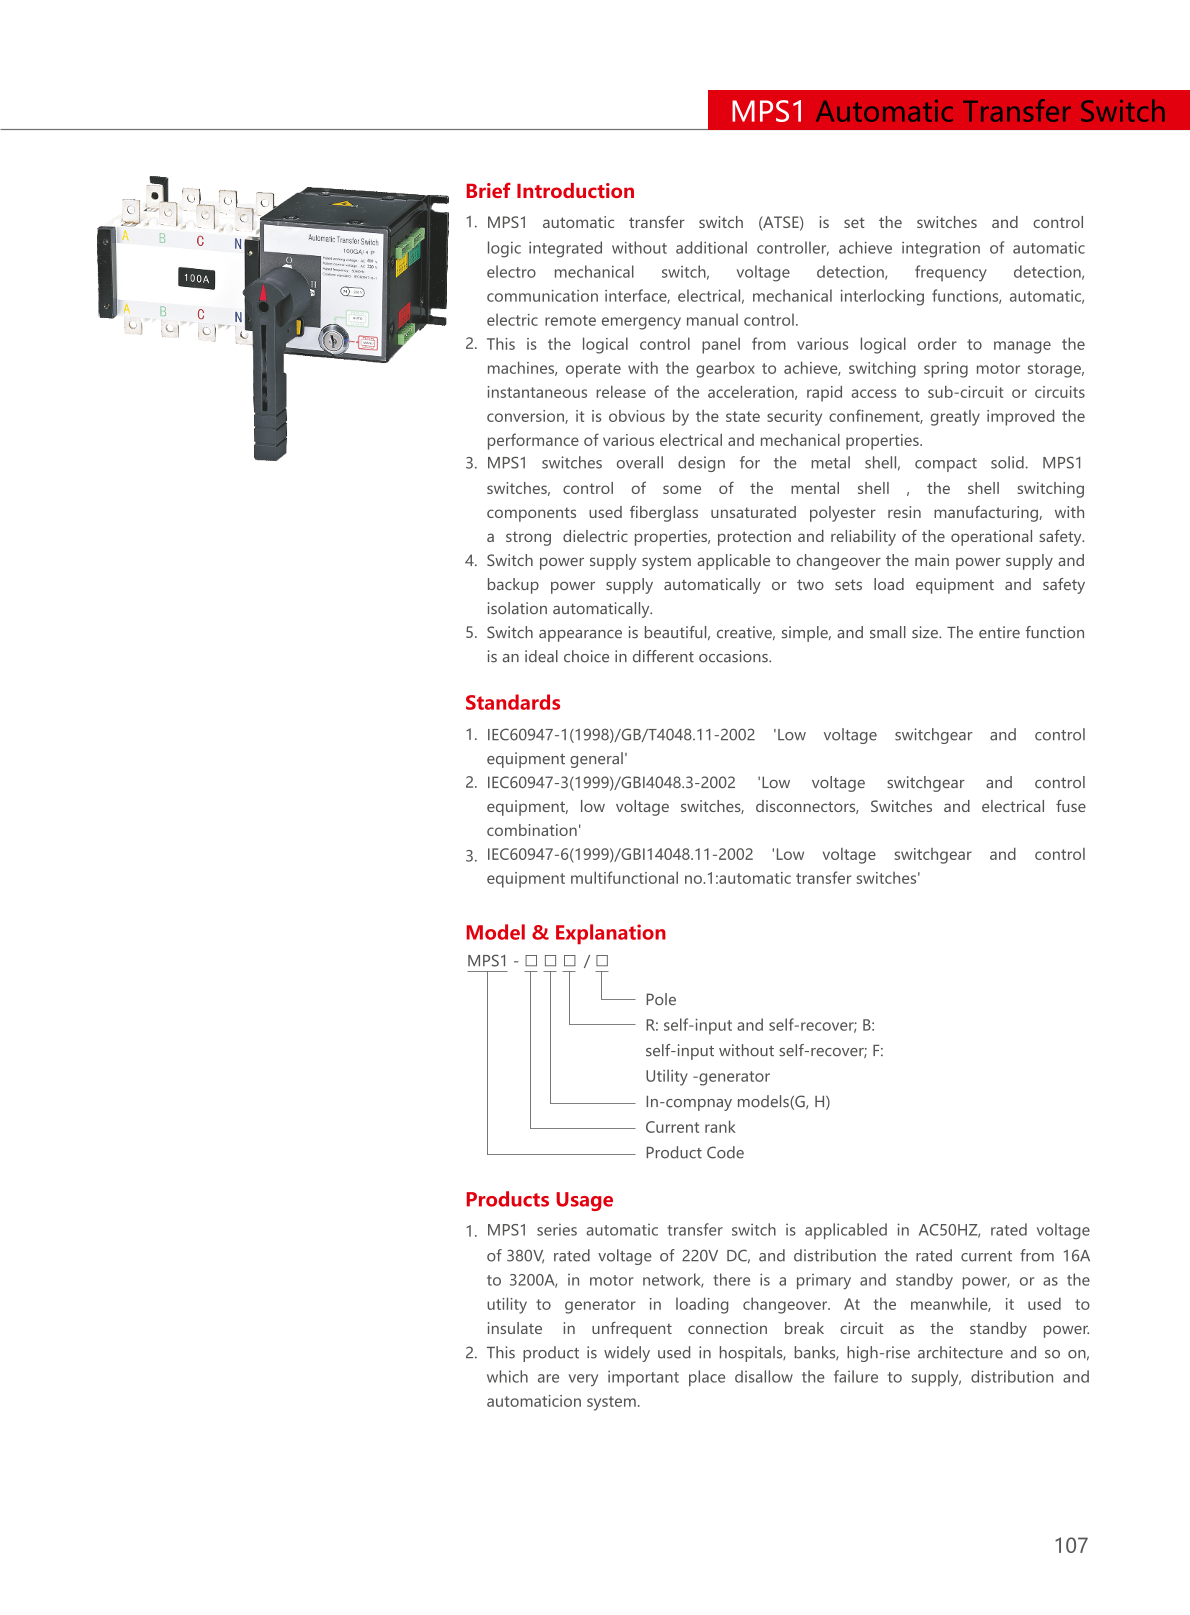 MPS1 Automatic Transfer Switch
A B C N
100A
A B C N
Automatic Transfer Switch
100GA/4P
O
II
AUTO
Brief Introduction
1. MPS1 automatic transfer switch (ATSE) is set the switches and control
logic integrated without additional controller, achieve integration of automatic
electro mechanical switch, voltage detection, frequency detection,
communication interface, electrical, mechanical interlocking functions, automatic,
electric remote emergency manual control.
2. This is the logical control panel from various logical order to manage the
machines, operate with the gearbox to achieve, switching spring motor storage,
instantaneous release of the acceleration, rapid access to sub-circuit or circuits
conversion, it is obvious by the state security confinement, greatly improved the
performance of various electrical and mechanical properties.
3. MPS1 switches overall design for the metal shell, compact solid. MPS1
switches, control of some of the mental shell , the shell switching
components used fiberglass unsaturated polyester resin manufacturing, with
a strong dielectric properties, protection and reliability of the operational safety.
4. Switch power supply system applicable to changeover the main power supply and
backup power supply automatically or two sets load equipment and safety
isolation automatically.
5. Switch appearance is beautiful, creative, simple, and small size. The entire function
is an ideal choice in different occasions.
Standards
1. IEC60947-1(1998)/GB/T4048.11-2002 'Low voltage switchgear and control
equipment general'
2. IEC60947-3(1999)/GBI4048.3-2002 'Low voltage switchgear and control
equipment, low voltage switches, disconnectors, Switches and electrical fuse
combination'
3. IEC60947-6(1999)/GBI14048.11-2002 'Low voltage switchgear and control
equipment multifunctional no.1:automatic transfer switches'
Model & Explanation
MPS1 - □ □ □ / □
Pole
R: self-input and self-recover; B:
self-input without self-recover; F:
Utility -generator
In-compnay models(G, H)
Current rank
Product Code
Products Usage
1. MPS1 series automatic transfer switch is applicabled in AC50HZ, rated voltage
of 380V, rated voltage of 220V DC, and distribution the rated current from 16A
to 3200A, in motor network, there is a primary and standby power, or as the
utility to generator in loading changeover. At the meanwhile, it used to
insulate in unfrequent connection break circuit as the standby power.
2. This product is widely used in hospitals, banks, high-rise architecture and so on,
which are very important place disallow the failure to supply, distribution and
automaticion system.
107